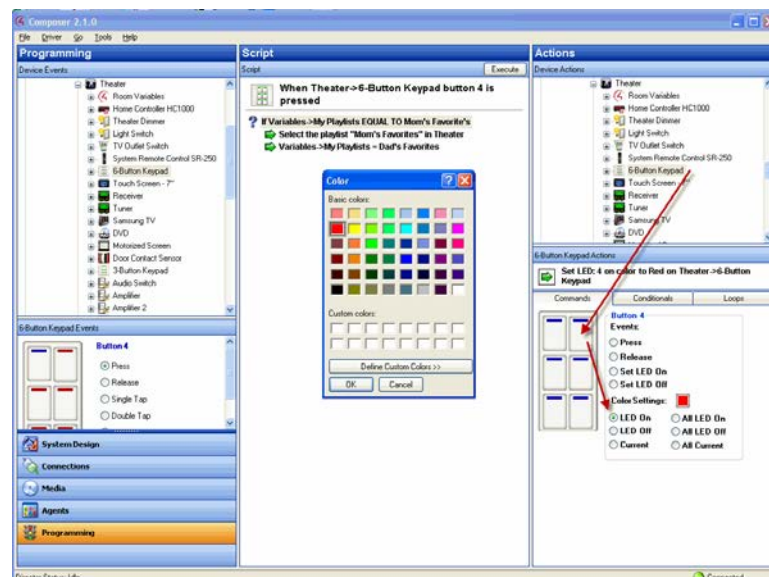 Composer 2.1.0
File Driver Go Tools Help
Programming
Device Events
Theater
Room Variables
Home Controller HC1000
Theater Dimmer
Light Switch
TV Outlet Switch
System Remote Control SR-250
6-Button Keypad
Touch Screen - 7"
Receiver
Tuner
Samsung TV
DVD
Motorized Screen
Door Contact Sensor
3-Button Keypad
Audio Switch
Amplifier
Amplifier 2
6-Button Keypad Events
Button 4
Press
Release
Single Tap
Double Tap
System Design
Connections
Media
Agents
Programming
Script
Script
Execute
When Theater->6-Button Keypad button 4 is
pressed
If Variables->My Playlists EQUAL TO Mom's Favorite's
Select the playlist "Mom's Favorites" in Theater
Variables->My Playlists = Dad's Favorites
Color
Basic colors:
Custom colors:
Define Custom Colors >>
OK Cancel
Actions
Device Actions
Theater
Room Variables
Home Controller HC1000
Theater Dimmer
Light Switch
TV Outlet Switch
System Remote Control SR-250
6-Button Keypad
Touch Screen - 7"
Receiver
Tuner
Samsung TV
DVD
6-Button Keypad Actions
Set LED: 4 on color to Red on Theater->6-Button
Keypad
Commands Conditionals Loops
Button 4
Events:
Press
Release
Set LED On
Set LED Off
Color Settings:
LED On All LED On
LED Off All LED Off
Current All Current
Connected